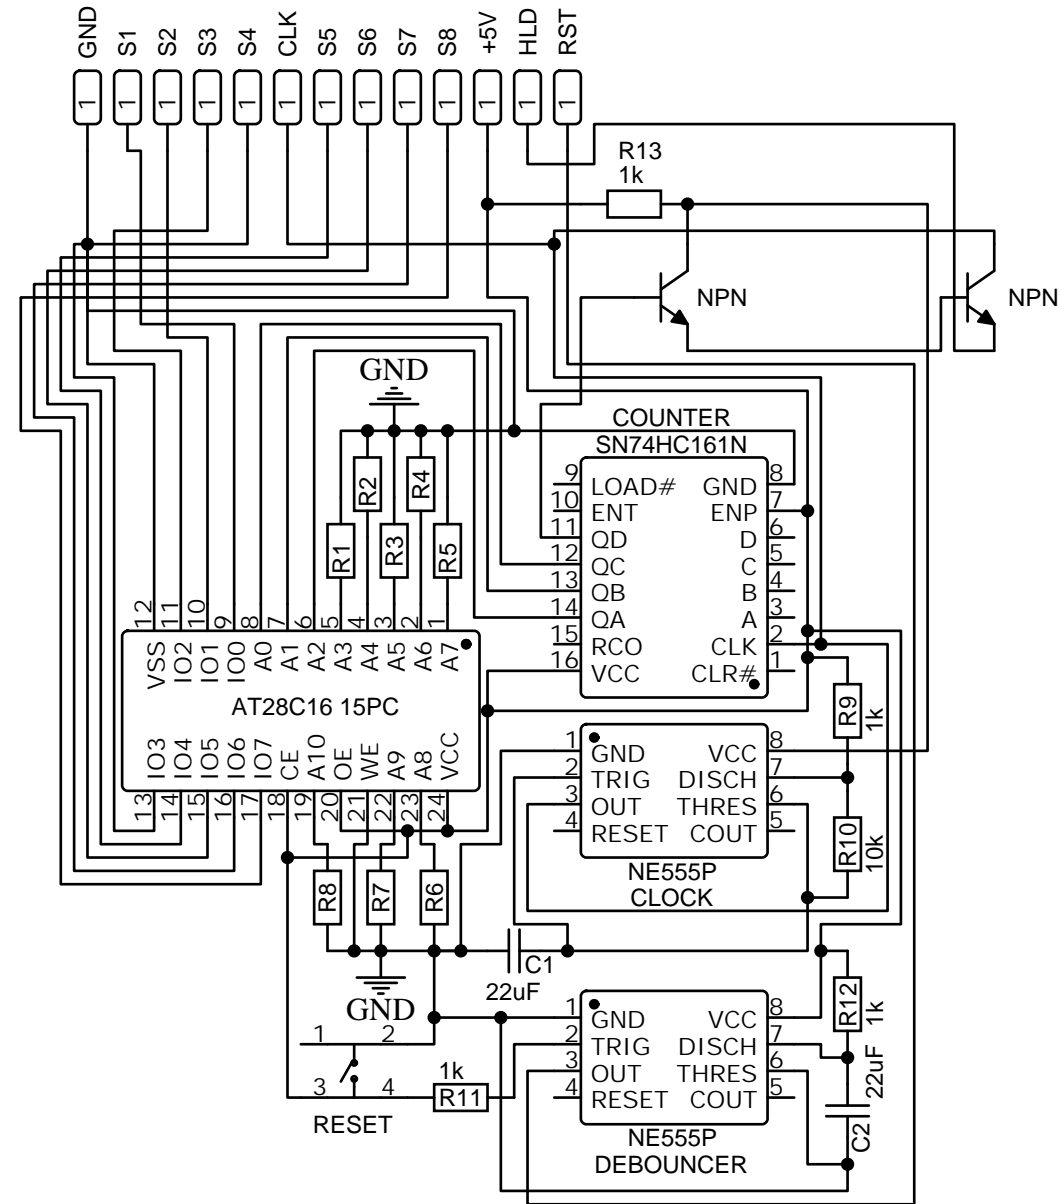 GND S1 S2 S3 S4 CLK S5 S6 S7 S8 +5V HLD RST
1 1 1 1 1 1 1 1 1 1 1 1 1
R13
1k
NPN
NPN
GND
COUNTER
SN74HC161N
9 LOAD# GND 8
10 ENT ENP 7
11 QD D 6
12 QC C 5
13 QB B 4
14 QA A 3
15 RCO CLK 2
16 VCC CLR# 1
R1 R2 R3 R4 R5
12 11 10 9 8 7 6 5 4 3 2 1
VSS IO2 IO1 IO0 A0 A1 A2 A3 A4 A5 A6 A7
AT28C16 15PC
IO3 IO4 IO5 IO6 IO7 CE A10 OE WE A9 A8 VCC
13 14 15 16 17 18 19 20 21 22 23 24
R9
1k
1 GND VCC 8
2 TRIG DISCH 7
3 OUT THRES 6
4 RESET COUT 5
NE555P
CLOCK
R10
10k
R8 R7 R6
C1
22uF
GND
R12
1k
1 GND VCC 8
2 TRIG DISCH 7
3 OUT THRES 6
4 RESET COUT 5
NE555P
DEBOUNCER
22uF
C2
1 2
3 4
RESET
1k
R11